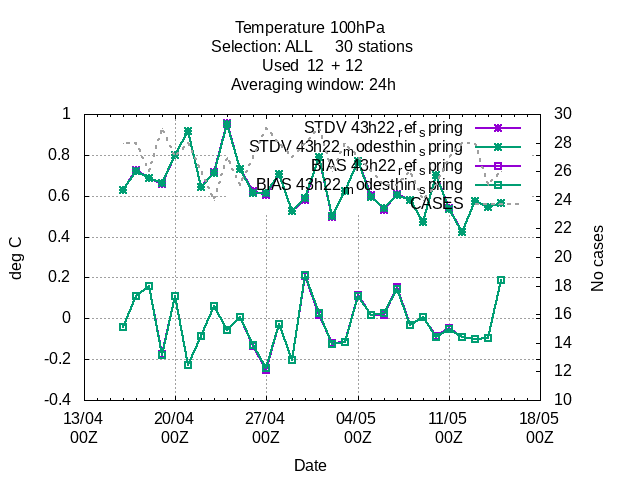 Temperature 100hPa
Selection: ALL 30 stations
Used 12 + 12
Averaging window: 24h
STDV 43h22_ref_spring
STDV 43h22_modesthin_spring
BIAS 43h22_ref_spring
BIAS 43h22_modesthin_spring
CASES
1
0.8
0.6
0.4
0.2
0
-0.2
-0.4
deg C
30
28
26
24
22
20
18
16
14
12
10
No cases
13/04 20/04 27/04 04/05 11/05 18/05
00Z 00Z 00Z 00Z 00Z 00Z
Date